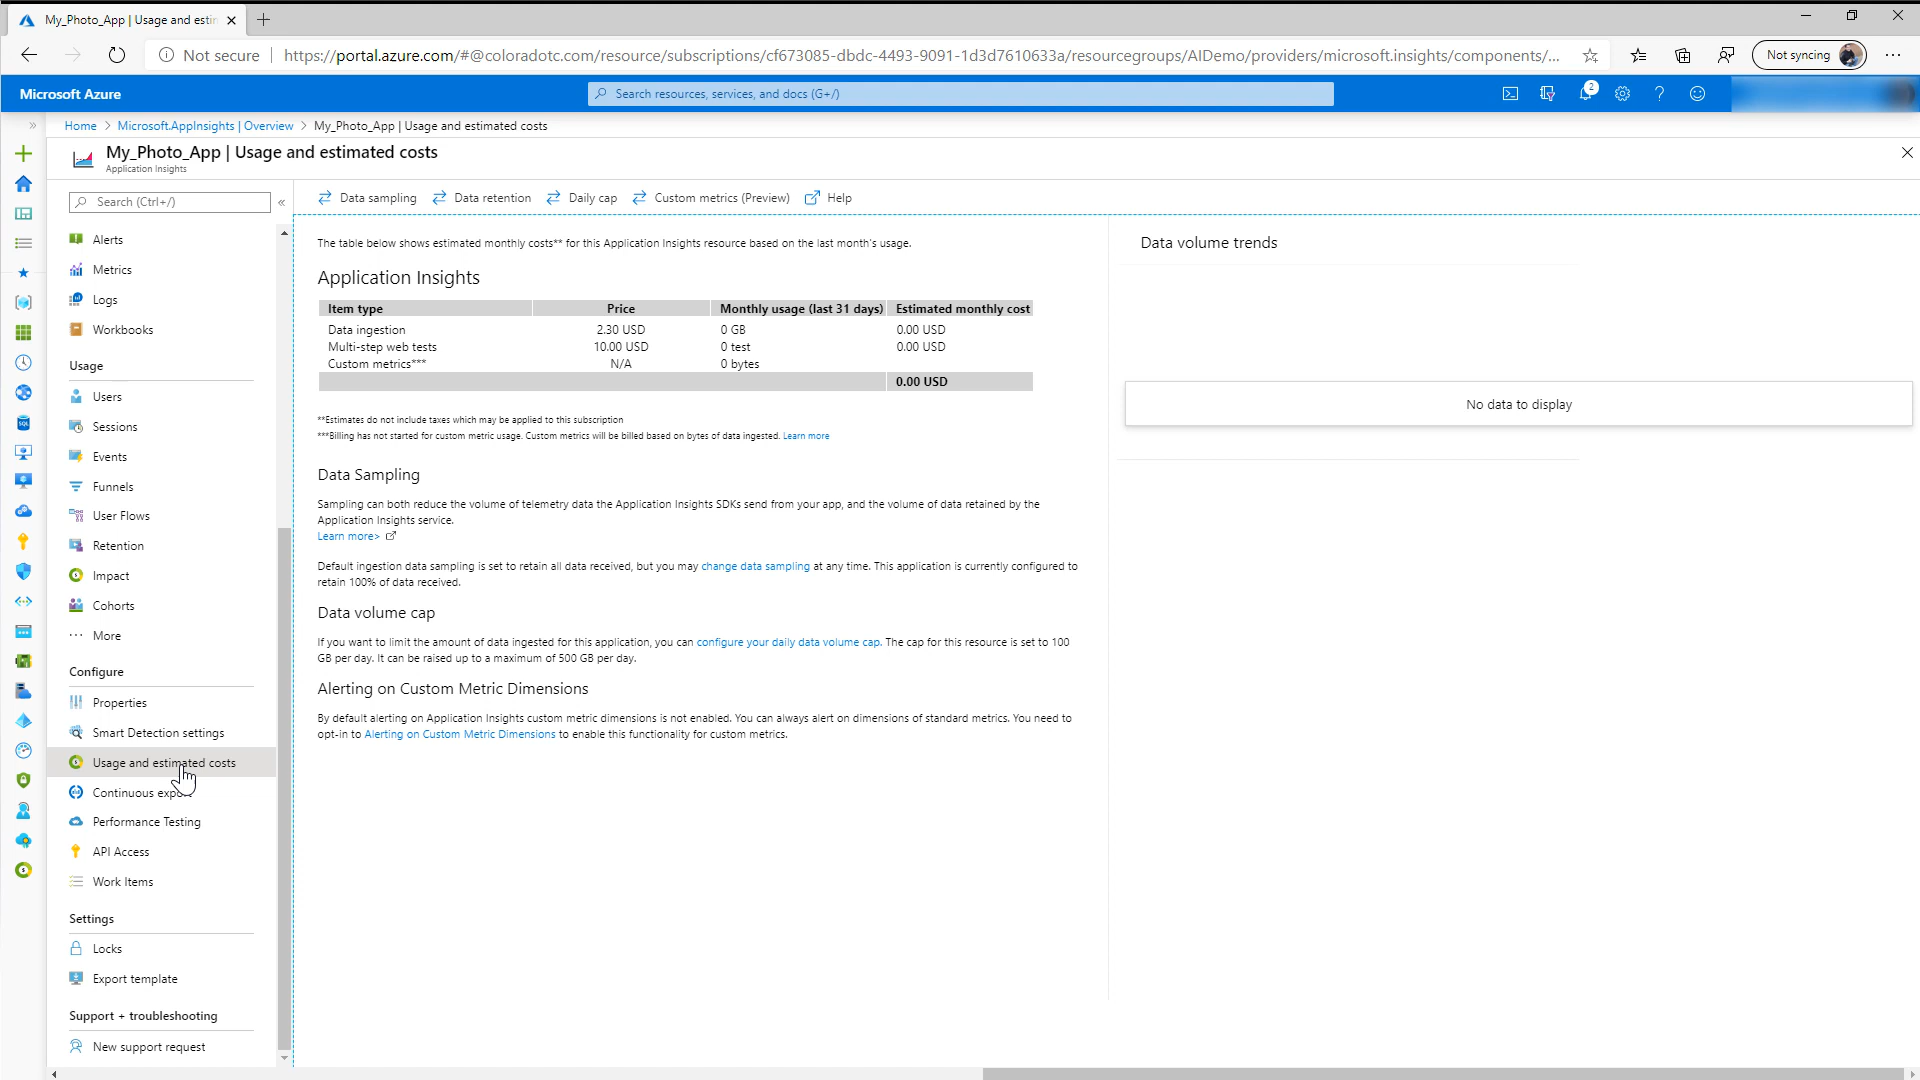 My_Photo_App | Usage and estin
Not secure
https://portal.azure.com/#@coloradotc.com/resource/subscriptions/cf673085-dbdc-4493-9091-1d3d7610633a/resourcegroups/AIDemo/providers/microsoft.insights/components/...
Not syncing
Microsoft Azure
Search resources, services, and docs (G+/)
2
Home > Microsoft.AppInsights | Overview > My_Photo_App | Usage and estimated costs
My_Photo_App | Usage and estimated costs
Application Insights
Search (Ctrl+/)
Alerts
Metrics
Logs
Workbooks
Usage
Users
Sessions
Events
Funnels
User Flows
Retention
Impact
Cohorts
More
Configure
Properties
Smart Detection settings
Usage and estimated costs
Continuous export
Performance Testing
API Access
Work Items
Settings
Locks
Export template
Support + troubleshooting
New support request
Data sampling
Data retention
Daily cap
Custom metrics (Preview)
Help
The table below shows estimated monthly costs** for this Application Insights resource based on the last month's usage.
Application Insights
Item type Price Monthly usage (last 31 days) Estimated monthly cost
Data ingestion 2.30 USD 0 GB 0.00 USD
Multi-step web tests 10.00 USD 0 test 0.00 USD
Custom metrics*** N/A 0 bytes
0.00 USD
**Estimates do not include taxes which may be applied to this subscription
***Billing has not started for custom metric usage. Custom metrics will be billed based on bytes of data ingested. Learn more
Data Sampling
Sampling can both reduce the volume of telemetry data the Application Insights SDKs send from your app, and the volume of data retained by the
Application Insights service.
Learn more>
Default ingestion data sampling is set to retain all data received, but you may change data sampling at any time. This application is currently configured to
retain 100% of data received.
Data volume cap
If you want to limit the amount of data ingested for this application, you can configure your daily data volume cap. The cap for this resource is set to 100
GB per day. It can be raised up to a maximum of 500 GB per day.
Alerting on Custom Metric Dimensions
By default alerting on Application Insights custom metric dimensions is not enabled. You can always alert on dimensions of standard metrics. You need to
opt-in to Alerting on Custom Metric Dimensions to enable this functionality for custom metrics.
Data volume trends
No data to display